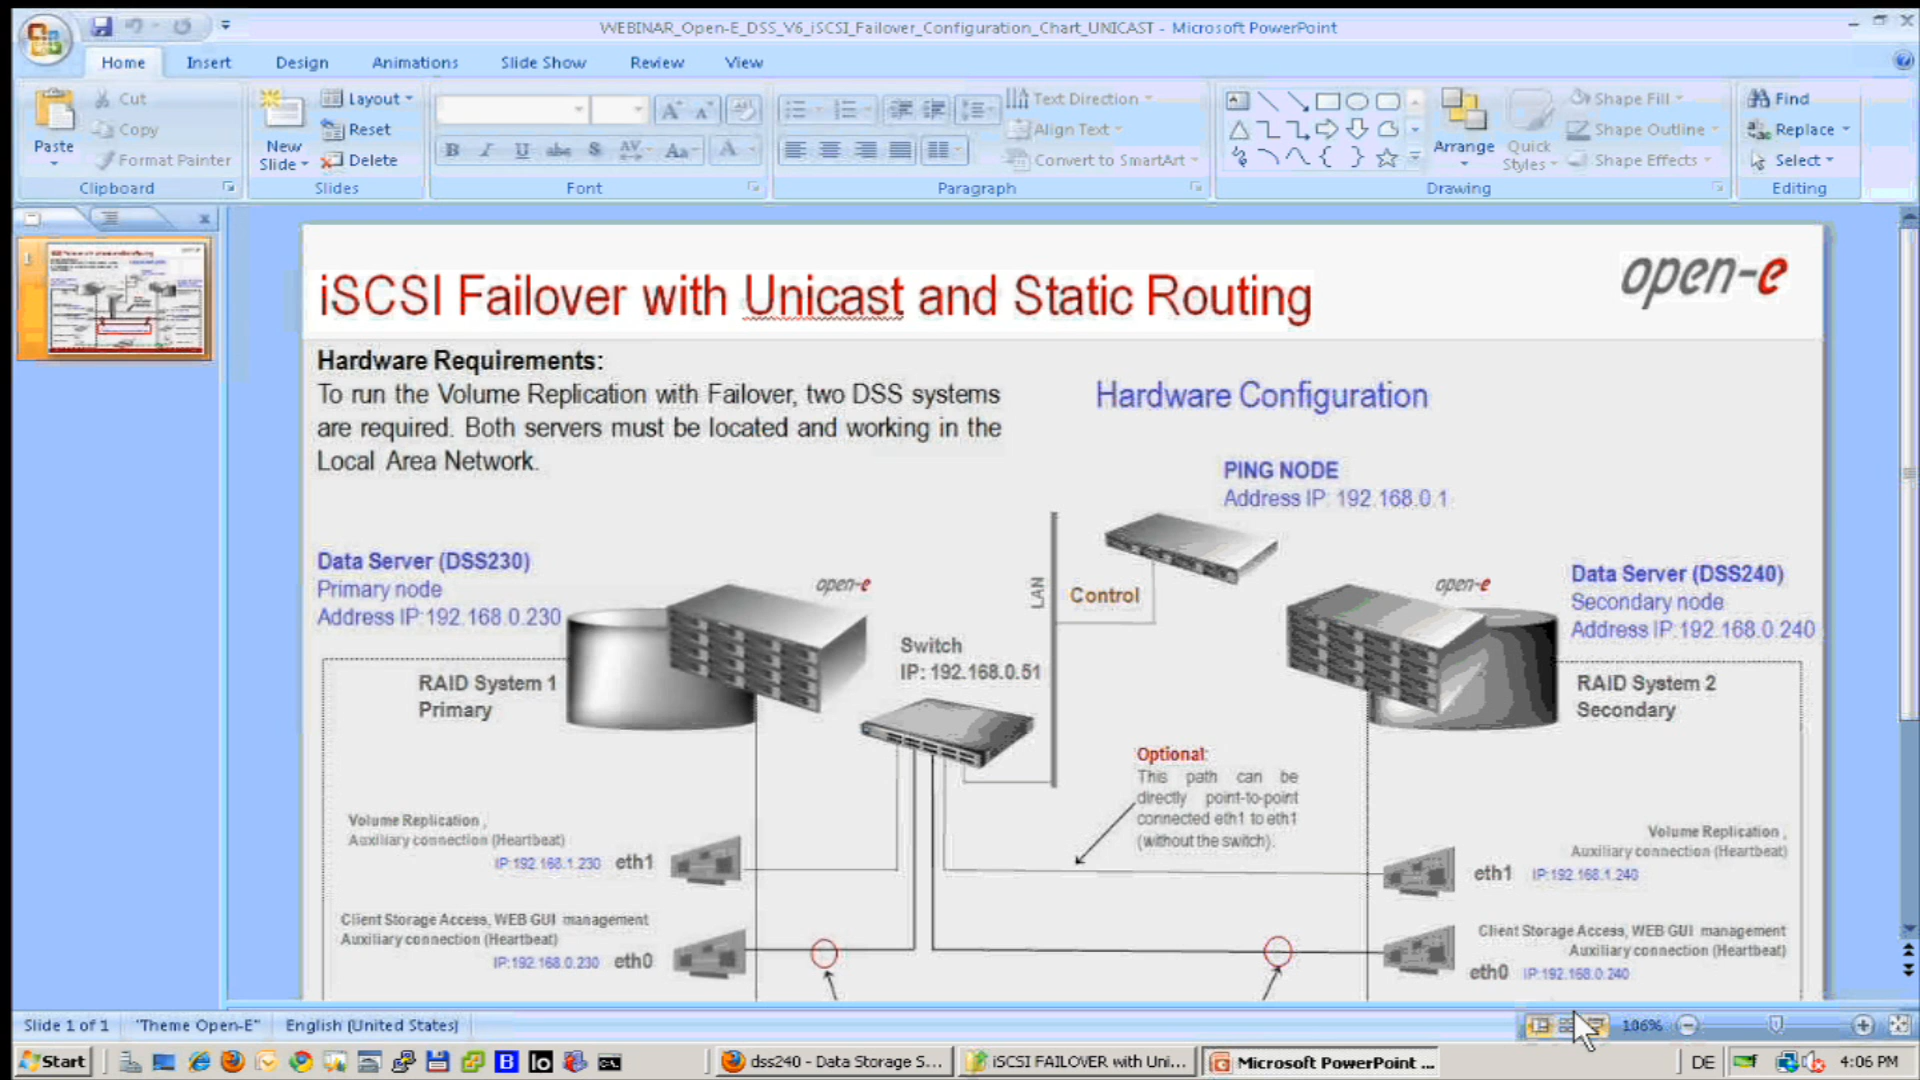 WEBINAR_Open-E_DSS_V6_iSCSI_Failover_Configuration_Chart_UNICAST - Microsoft PowerPoint
Home Insert Design Animations Slide Show Review View
Paste
Cut
Copy
Format Painter
Clipboard
New Slide
Layout
Reset
Delete
Slides
Font
Text Direction
Align Text
Convert to SmartArt
Paragraph
Arrange
Quick Styles
Shape Fill
Shape Outline
Shape Effects
Drawing
Find
Replace
Select
Editing
iSCSI Failover with Unicast and Static Routing
open-e
Hardware Requirements:
To run the Volume Replication with Failover, two DSS systems
are required. Both servers must be located and working in the
Local Area Network.
Hardware Configuration
PING NODE
Address IP: 192.168.0.1
Data Server (DSS230)
Primary node
Address IP:192.168.0.230
open-e
LAN
Control
open-e
Data Server (DSS240)
Secondary node
Address IP:192.168.0.240
Switch
IP: 192.168.0.51
RAID System 1
Primary
RAID System 2
Secondary
Optional:
This path can be
directly point-to-point
connected eth1 to eth1
(without the switch).
Volume Replication ,
Auxiliary connection (Heartbeat)
IP:192.168.1.230 eth1
Volume Replication ,
Auxiliary connection (Heartbeat)
eth1 IP:192.168.1.240
Client Storage Access, WEB GUI management
Auxiliary connection (Heartbeat)
IP:192.168.0.230 eth0
Client Storage Access, WEB GUI management
Auxiliary connection (Heartbeat)
eth0 IP:192.168.0.240
Slide 1 of 1 "Theme Open-E" English (United States) 106%
Start dss240 - Data Storage S... iSCSI FAILOVER with Uni... Microsoft PowerPoint ... DE 4:06 PM